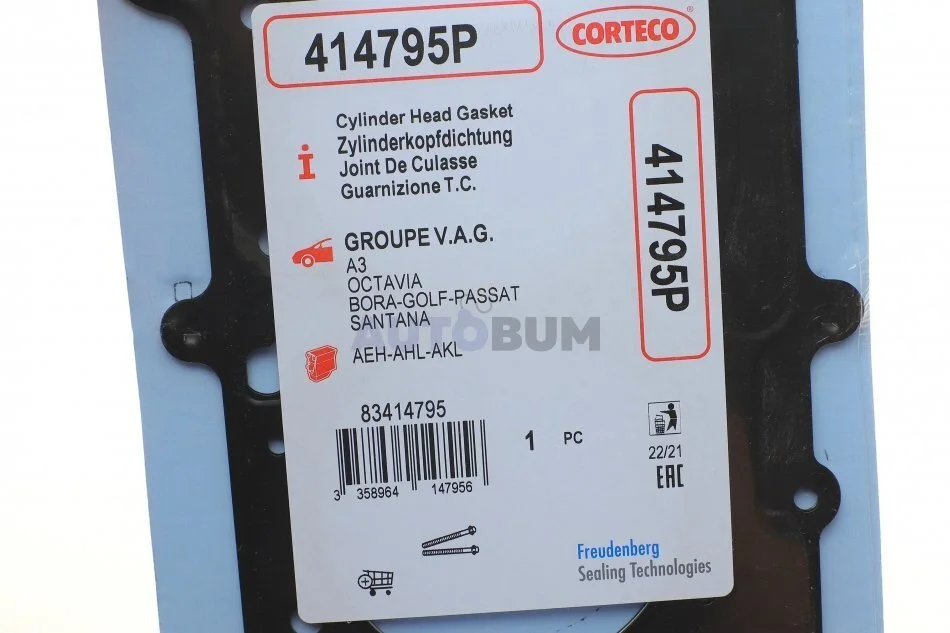 414795P
CORTECO®
Cylinder Head Gasket
Zylinderkopfdichtung
Joint De Culasse
Guarnizione T.C.
i
414795P
GROUPE V.A.G.
A3
OCTAVIA
BORA-GOLF-PASSAT
SANTANA
AUTOBUM
AEH-AHL-AKL
83414795
3 358964 147956
1 PC
22/21
EAC
Freudenberg
Sealing Technologies